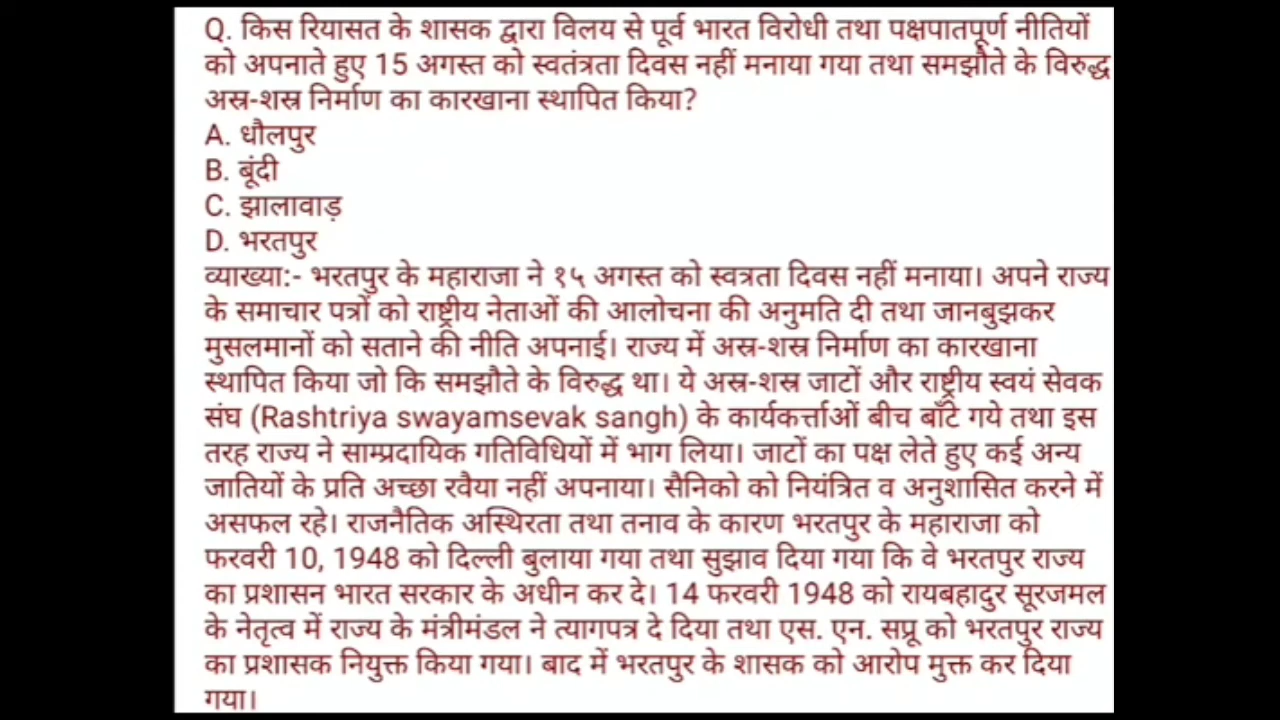 Q. किस रियासत के शासक द्वारा विलय से पूर्व भारत विरोधी तथा पक्षपातपूर्ण नीतियों
को अपनाते हुए 15 अगस्त को स्वतंत्रता दिवस नहीं मनाया गया तथा समझौते के विरुद्ध
अस्र-शस्र निर्माण का कारखाना स्थापित किया?
A. धौलपुर
B. बूंदी
C. झालावाड़
D. भरतपुर
व्याख्या:- भरतपुर के महाराजा ने १५ अगस्त को स्वत्रता दिवस नहीं मनाया। अपने राज्य
के समाचार पत्रों को राष्ट्रीय नेताओं की आलोचना की अनुमति दी तथा जानबुझकर
मुसलमानों को सताने की नीति अपनाई। राज्य में अस्र-शस्र निर्माण का कारखाना
स्थापित किया जो कि समझौते के विरुद्ध था। ये अस्र-शस्र जाटों और राष्ट्रीय स्वयं सेवक
संघ (Rashtriya swayamsevak sangh) के कार्यकर्त्ताओं बीच बाँटे गये तथा इस
तरह राज्य ने साम्प्रदायिक गतिविधियों में भाग लिया। जाटों का पक्ष लेते हुए कई अन्य
जातियों के प्रति अच्छा रवैया नहीं अपनाया। सैनिको को नियंत्रित व अनुशासित करने में
असफल रहे। राजनैतिक अस्थिरता तथा तनाव के कारण भरतपुर के महाराजा को
फरवरी 10, 1948 को दिल्ली बुलाया गया तथा सुझाव दिया गया कि वे भरतपुर राज्य
का प्रशासन भारत सरकार के अधीन कर दे। 14 फरवरी 1948 को रायबहादुर सूरजमल
के नेतृत्व में राज्य के मंत्रीमंडल ने त्यागपत्र दे दिया तथा एस. एन. सप्रू को भरतपुर राज्य
का प्रशासक नियुक्त किया गया। बाद में भरतपुर के शासक को आरोप मुक्त कर दिया
गया।